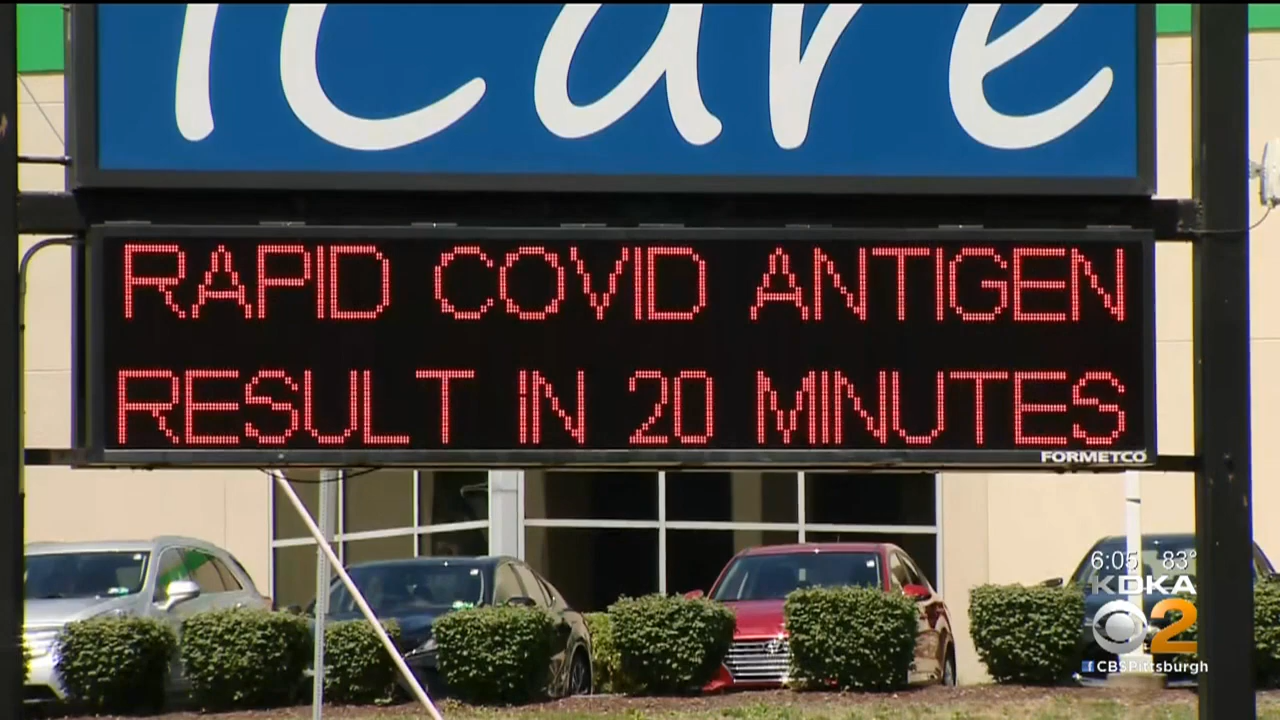 iCare
RAPID COVID ANTIGEN
RESULT IN 20 MINUTES
FORMETCO
6:05 83°
KDKA
2
f CBSPittsburgh